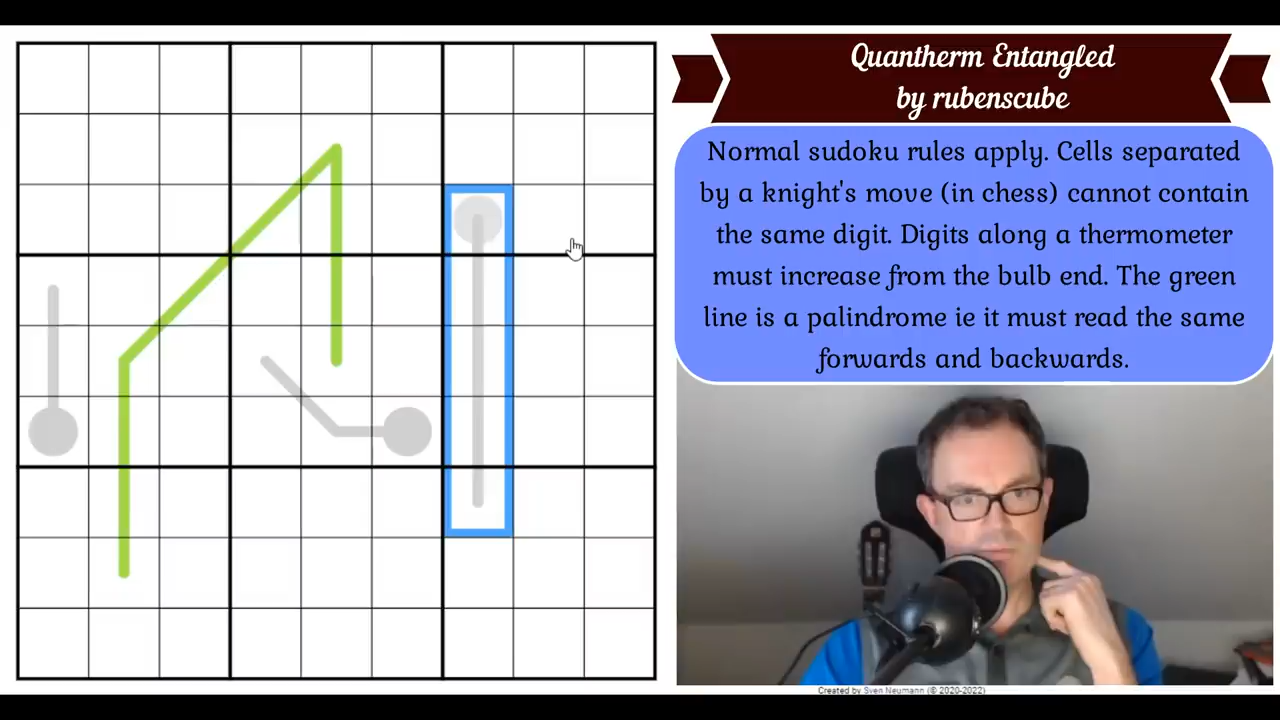 Quantherm Entangled
by rubenscube
Normal sudoku rules apply. Cells separated
by a knight's move (in chess) cannot contain
the same digit. Digits along a thermometer
must increase from the bulb end. The green
line is a palindrome ie it must read the same
forwards and backwards.
Created by Sven Neumann (© 2020-2022)